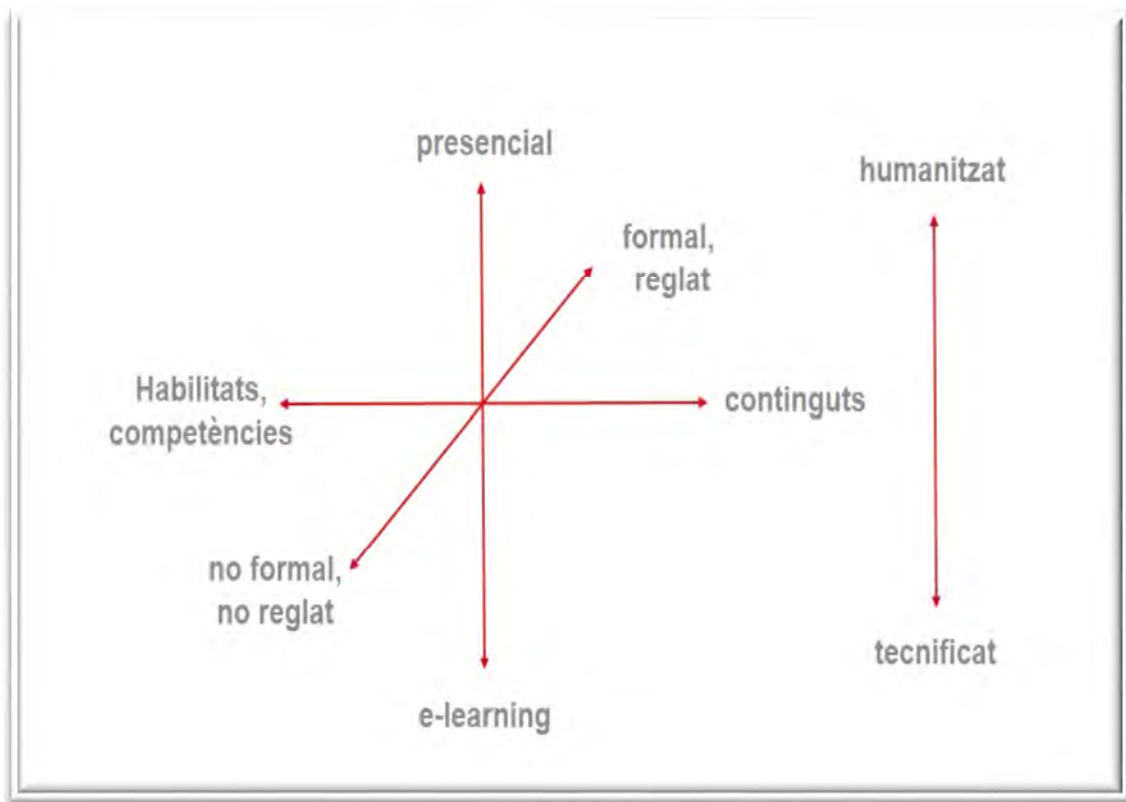 presencial
humanitzat
formal,
reglat
Habilitats,
competències
continguts
no formal,
no reglat
tecnificat
e-learning